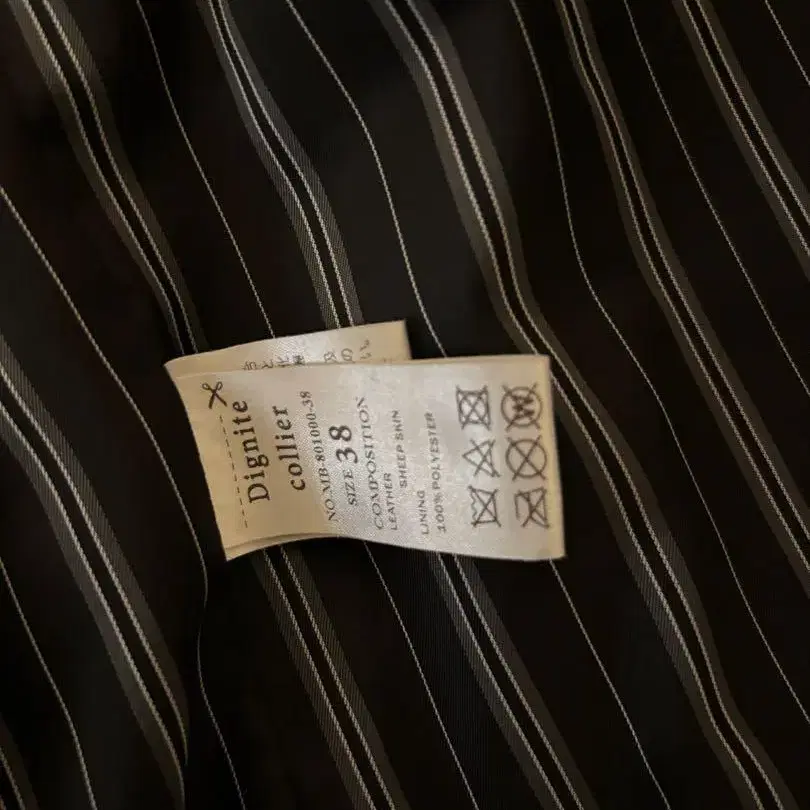 Dignite
collier
NO.MB-801000-38
SIZE 38
COMPOSITION
LEATHER
SHEEP SKIN
LINING
100% POLYESTER
W